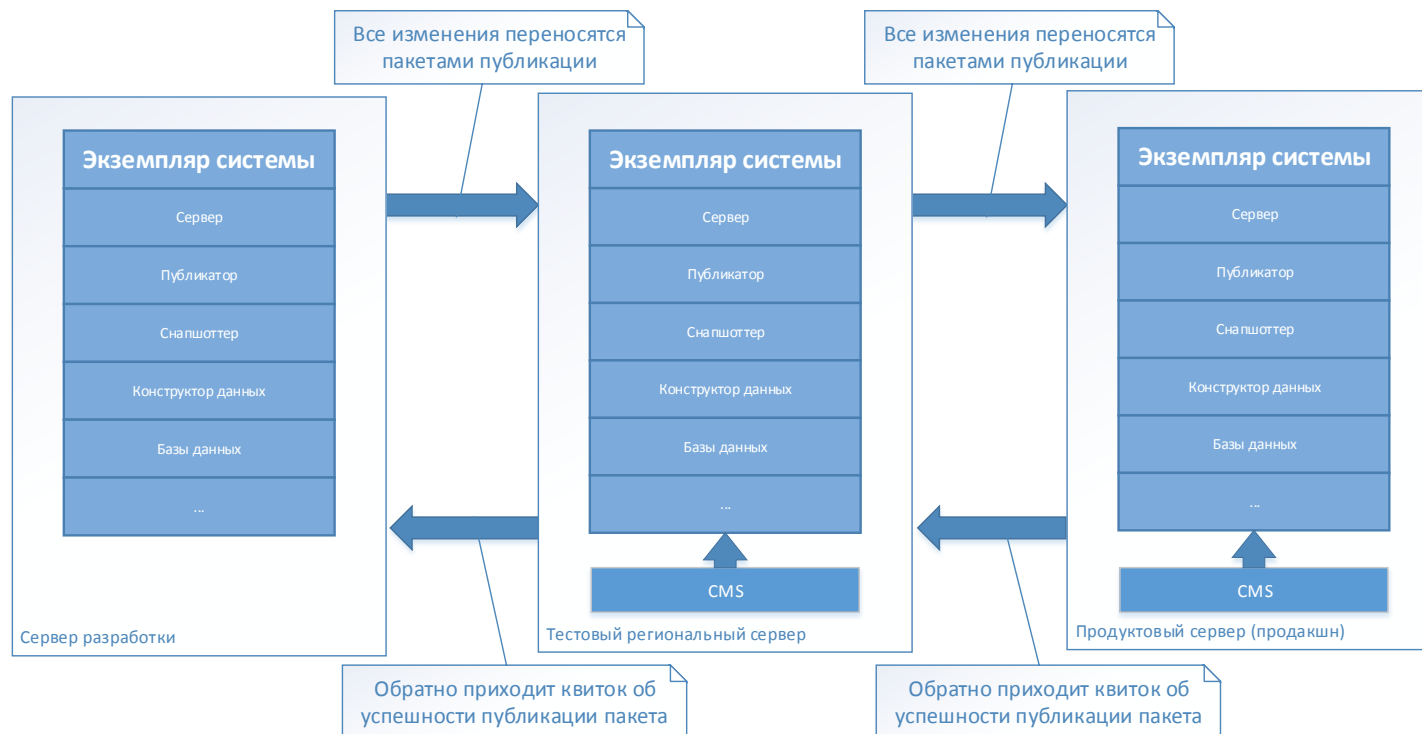 Все изменения переносятся
пакетами публикации
Все изменения переносятся
пакетами публикации
Экземпляр системы
Сервер
Публикатор
Снапшоттер
Конструктор данных
Базы данных
...
Сервер разработки
Экземпляр системы
Сервер
Публикатор
Снапшоттер
Конструктор данных
Базы данных
...
CMS
Тестовый региональный сервер
Экземпляр системы
Сервер
Публикатор
Снапшоттер
Конструктор данных
Базы данных
...
CMS
Продуктовый сервер (продакшн)
Обратно приходит квиток об
успешности публикации пакета
Обратно приходит квиток об
успешности публикации пакета